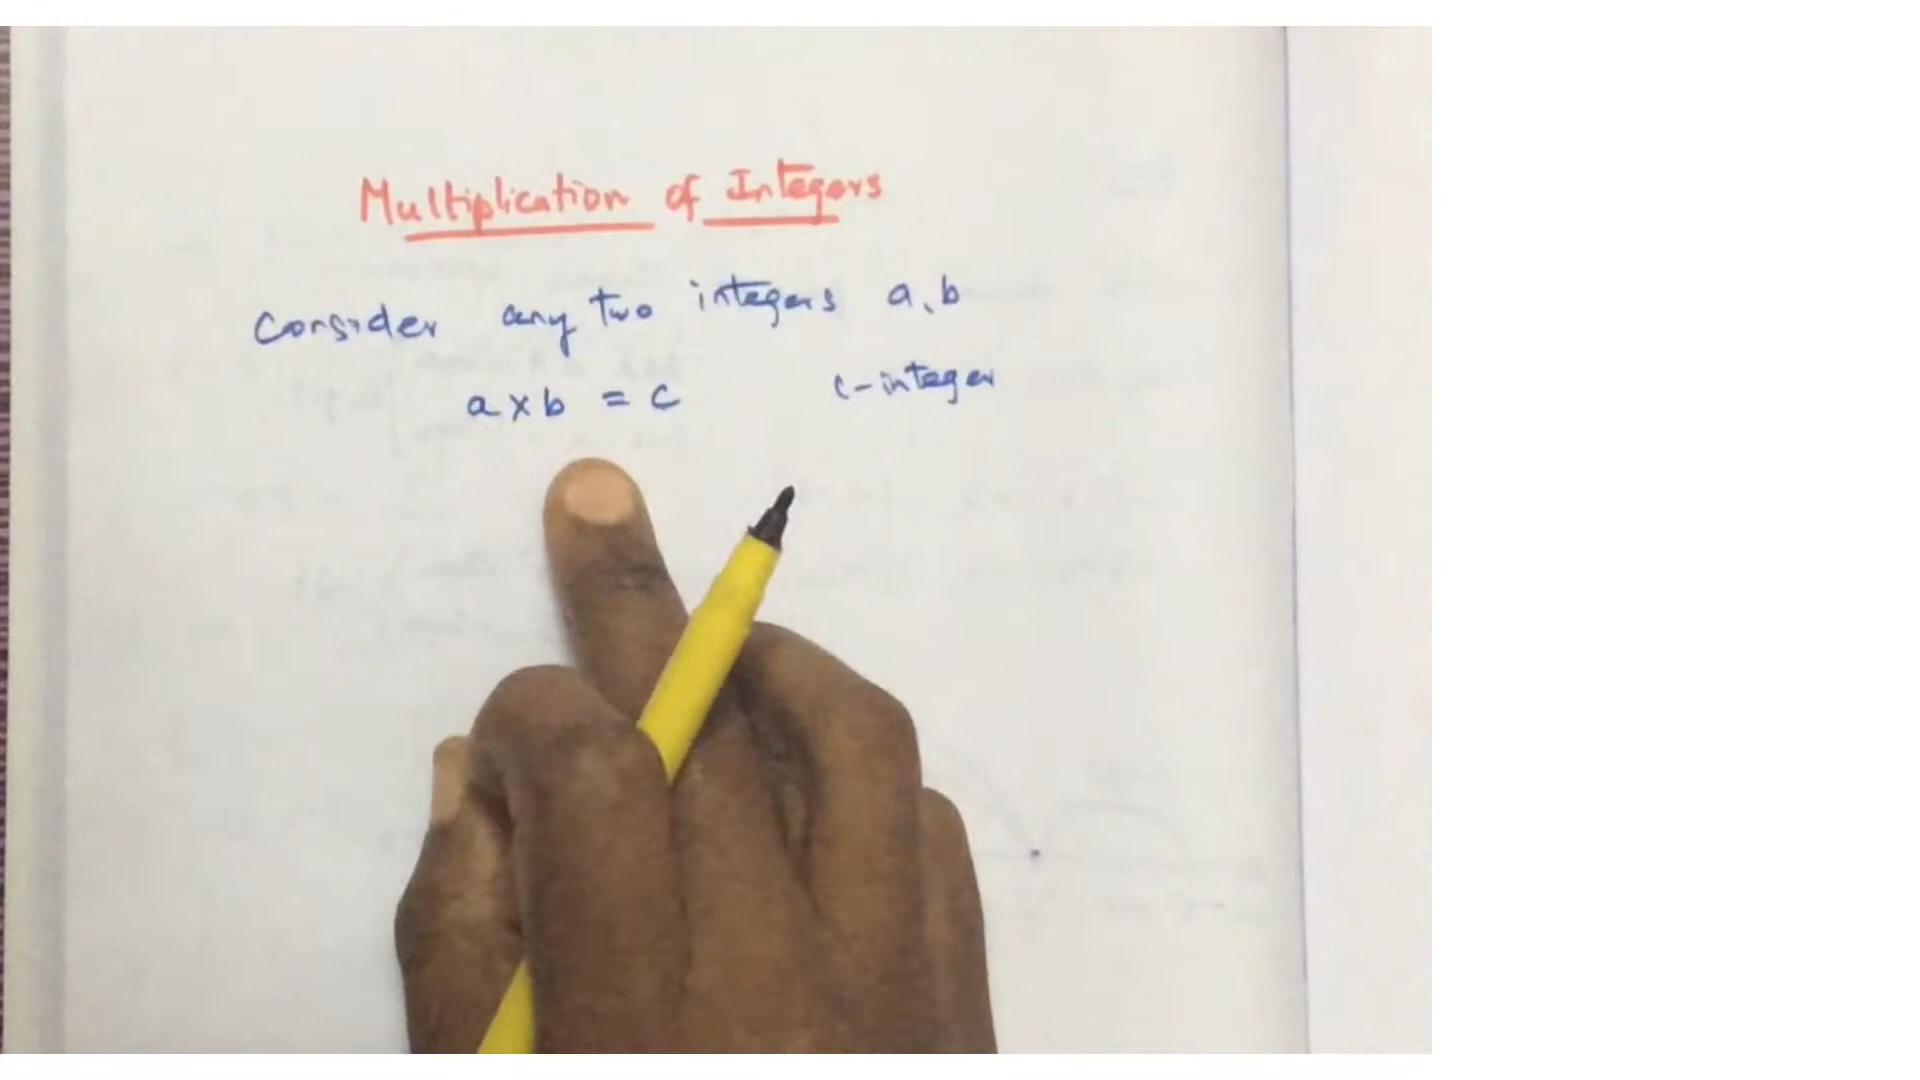 Multiplication of Integers
Consider any two integers a, b
a × b = c c - integer